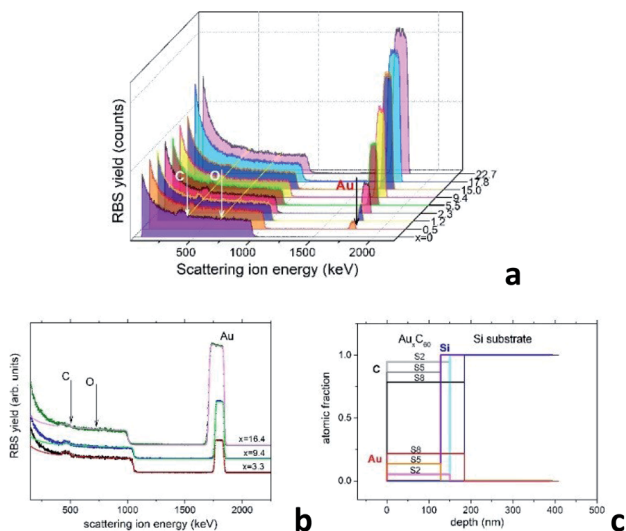 RBS yield (counts)
C
O
Au
22.7
17.8
15.0
9.4
5.5
2.3
1.2
0.5
x=0
500
1000
1500
2000
Scattering ion energy (keV)
a
RBS yield (arb. units)
C
O
Au
x=16.4
x=9.4
x=3.3
500
1000
1500
2000
scattering ion energy (keV)
b
AuxC60
Si substrate
Si
C
S2
S5
S8
S8
S5
S2
Au
1.0
0.5
0.0
atomic fraction
0
100
200
300
400
500
depth (nm)
c